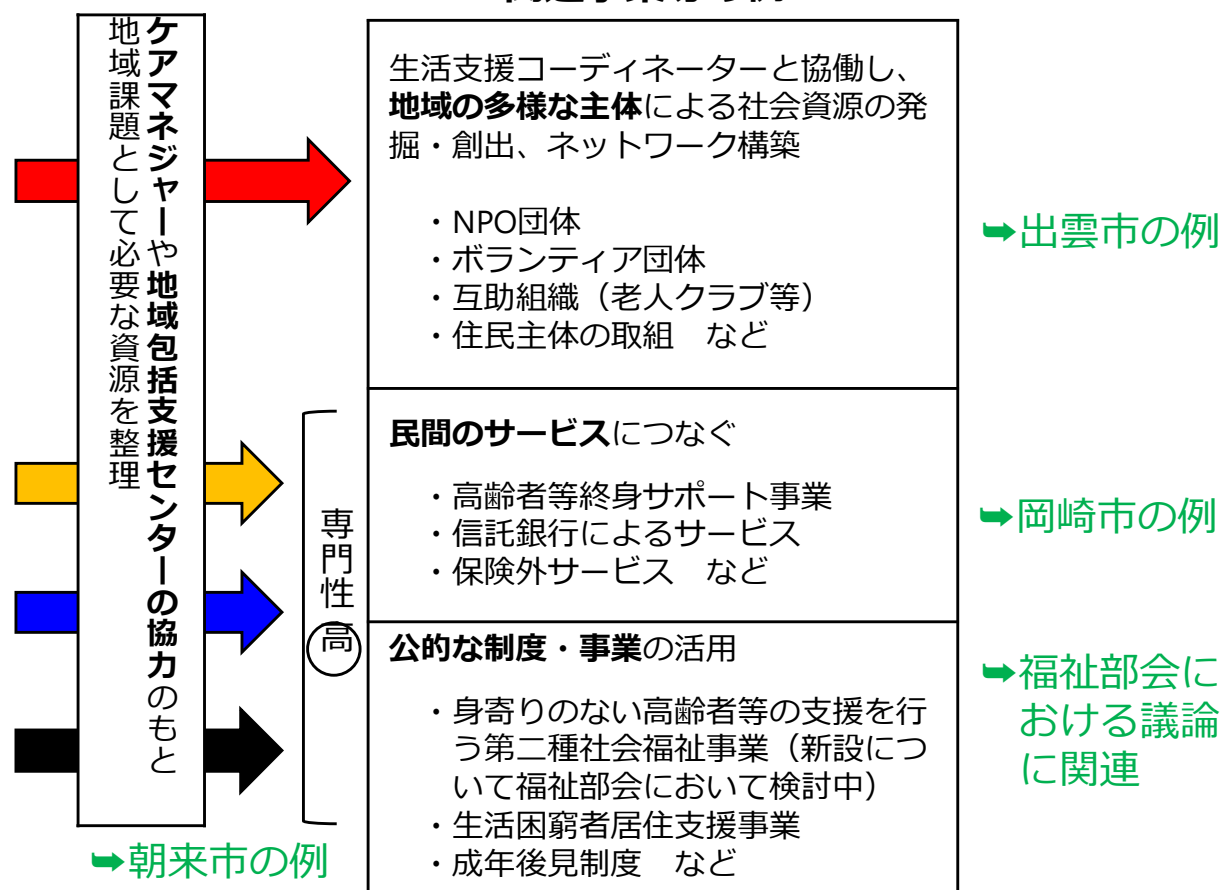 ケアマネジャーや地域包括支援センターの協力のもと
地域課題として必要な資源を整理
➥朝来市の例
専門性高
生活支援コーディネーターと協働し、
地域の多様な主体による社会資源の発
掘・創出、ネットワーク構築
・NPO団体
・ボランティア団体
・互助組織（老人クラブ等）
・住民主体の取組　など
➥出雲市の例
民間のサービスにつなぐ
・高齢者等終身サポート事業
・信託銀行によるサービス
・保険外サービス　など
➥岡崎市の例
公的な制度・事業の活用
・身寄りのない高齢者等の支援を行
う第二種社会福祉事業（新設につ
いて福祉部会において検討中）
・生活困窮者居住支援事業
・成年後見制度　など
➥福祉部会に
おける議論
に関連